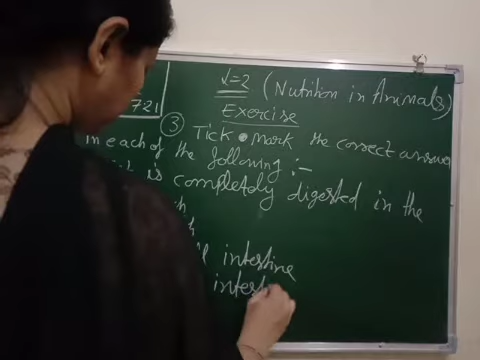 L=2 (Nutrition in Animals)
7.21
Exercise
③ Tick mark the correct answer
in each of the following :-
is completely digested in the
intestine
intest